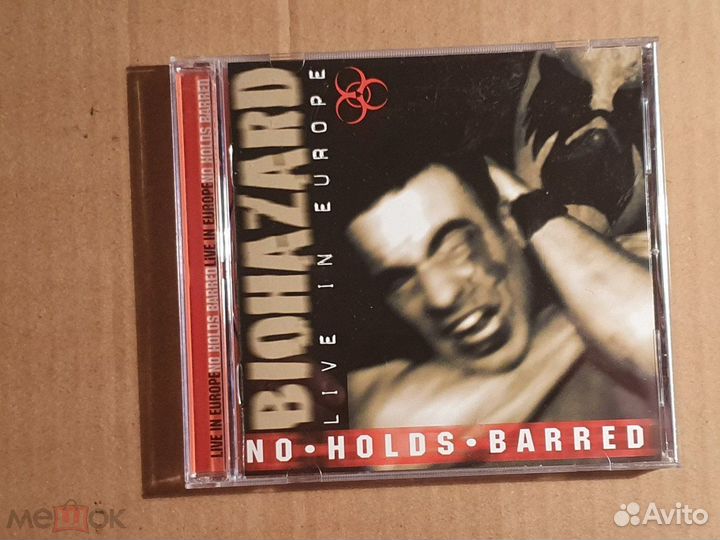 LIVE IN EUROPE NO HOLDS BARRED LIVE IN EUROPE NO HOLDS BARRED
BIOHAZARD
LIVE IN EUROPE
NO•HOLDS•BARRED
мешок
Avito